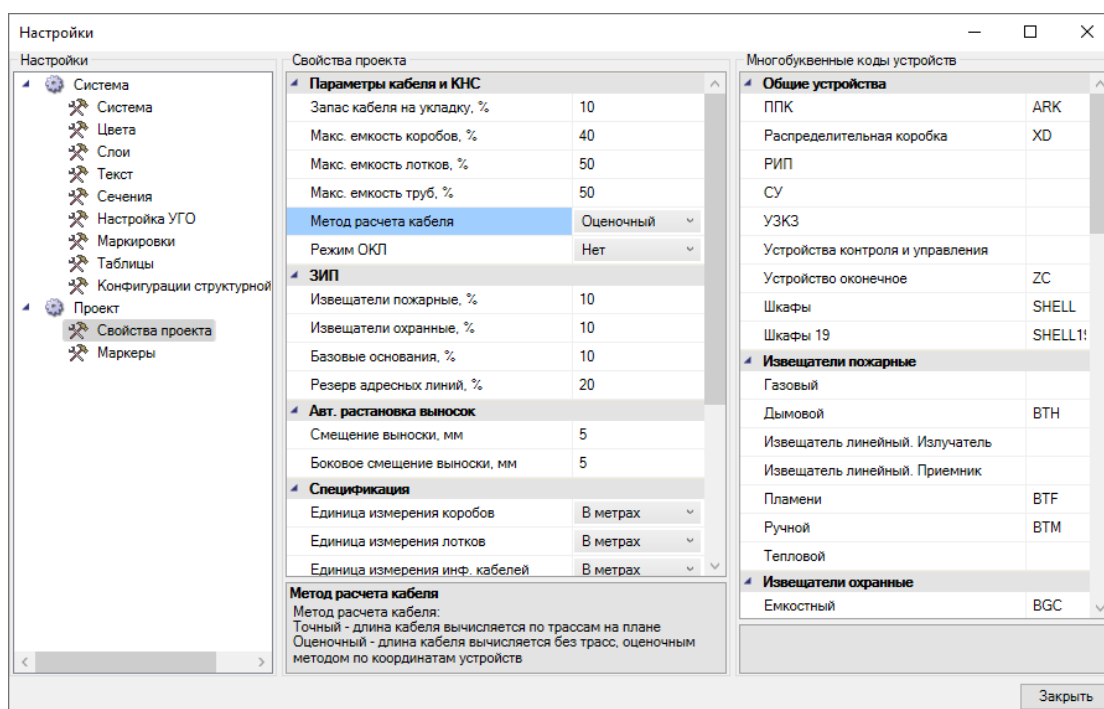 Настройки
Настройки
Система
Система
Цвета
Слои
Текст
Сечения
Настройка УГО
Маркировки
Таблицы
Конфигурации структурной
Проект
Свойства проекта
Маркеры
Свойства проекта
Параметры кабеля и КНС
Запас кабеля на укладку, % 10
Макс. емкость коробов, % 40
Макс. емкость лотков, % 50
Макс. емкость труб, % 50
Метод расчета кабеля Оценочный
Режим ОКЛ Нет
ЗИП
Извещатели пожарные, % 10
Извещатели охранные, % 10
Базовые основания, % 10
Резерв адресных линий, % 20
Авт. растановка выносок
Смещение выноски, мм 5
Боковое смещение выноски, мм 5
Спецификация
Единица измерения коробов В метрах
Единица измерения лотков В метрах
Единица измерения инф. кабелей В метрах
Метод расчета кабеля
Метод расчета кабеля:
Точный - длина кабеля вычисляется по трассам на плане
Оценочный - длина кабеля вычисляется без трасс, оценочным
методом по координатам устройств
Многобуквенные коды устройств
Общие устройства
ППК ARK
Распределительная коробка XD
РИП
СУ
УЗКЗ
Устройства контроля и управления
Устройство оконечное ZC
Шкафы SHELL
Шкафы 19 SHELL19
Извещатели пожарные
Газовый
Дымовой BTH
Извещатель линейный. Излучатель
Извещатель линейный. Приемник
Пламени BTF
Ручной BTM
Тепловой
Извещатели охранные
Емкостный BGC
Закрыть